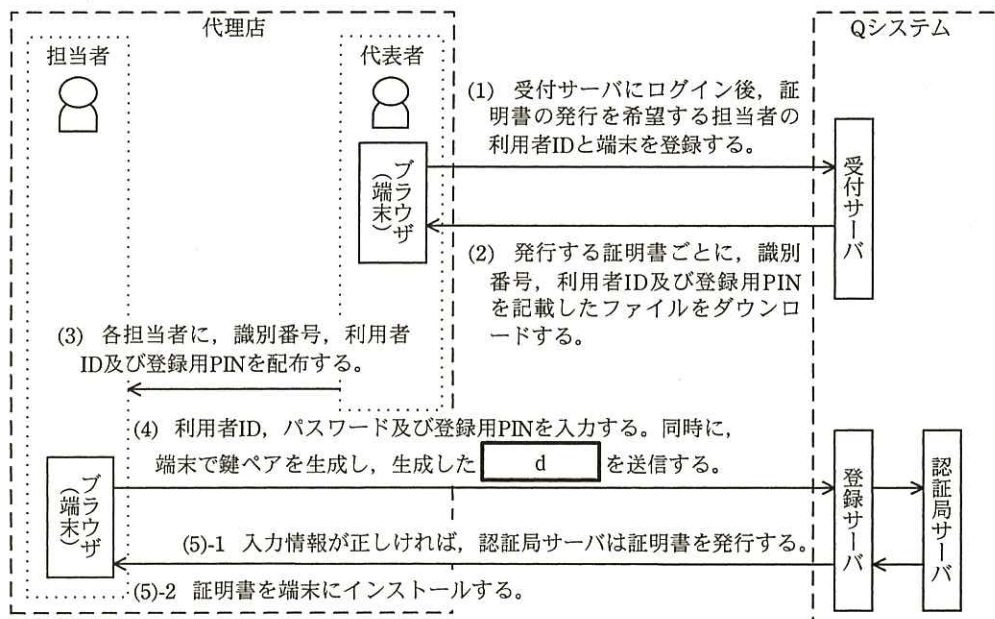 代理店
Qシステム
担当者
代表者
(1) 受付サーバにログイン後，証
明書の発行を希望する担当者の
利用者IDと端末を登録する。
ブラウザ
(端末)
受付サーバ
(2) 発行する証明書ごとに，識別
番号，利用者ID及び登録用PIN
を記載したファイルをダウンロ
ードする。
(3) 各担当者に，識別番号，利用者
ID及び登録用PINを配布する。
(4) 利用者ID，パスワード及び登録用PINを入力する。同時に，
端末で鍵ペアを生成し，生成した d を送信する。
ブラウザ
(端末)
登録サーバ
認証局サーバ
(5)-1 入力情報が正しければ，認証局サーバは証明書を発行する。
(5)-2 証明書を端末にインストールする。